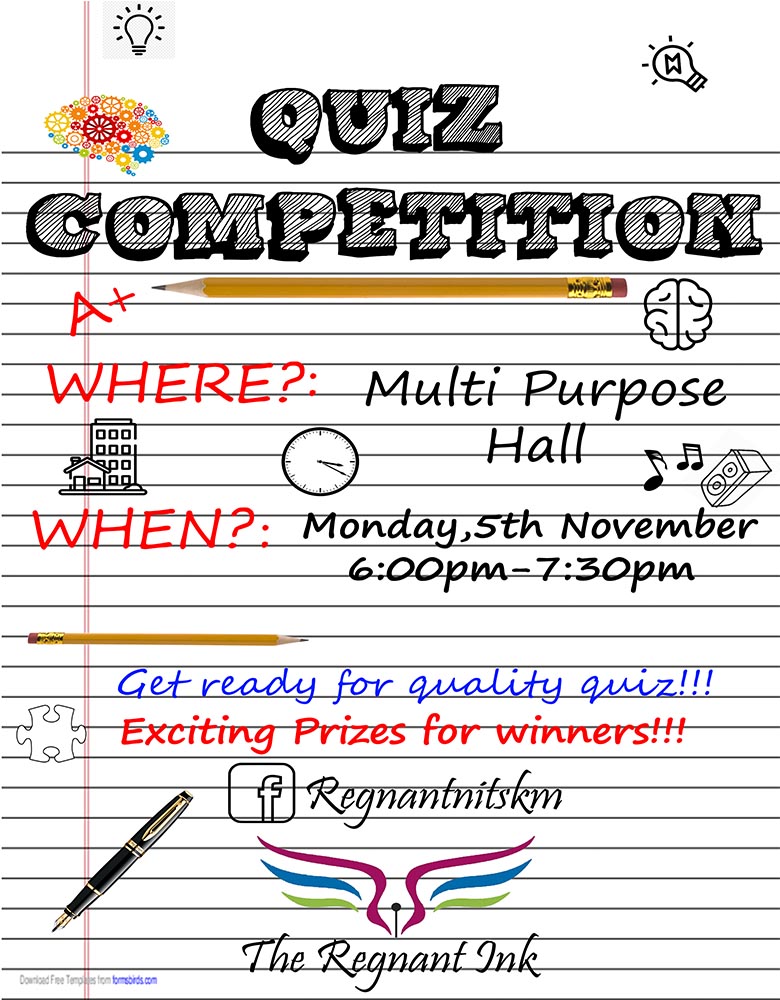 QUIZ
COMPETITION
A+
WHERE?: Multi Purpose
Hall
WHEN?: Monday,5th November
6:00pm-7:30pm
Get ready for quality quiz!!!
Exciting Prizes for winners!!!
f Regnantnitskm
The Regnant Ink
Download Free Templates from formsbirds.com